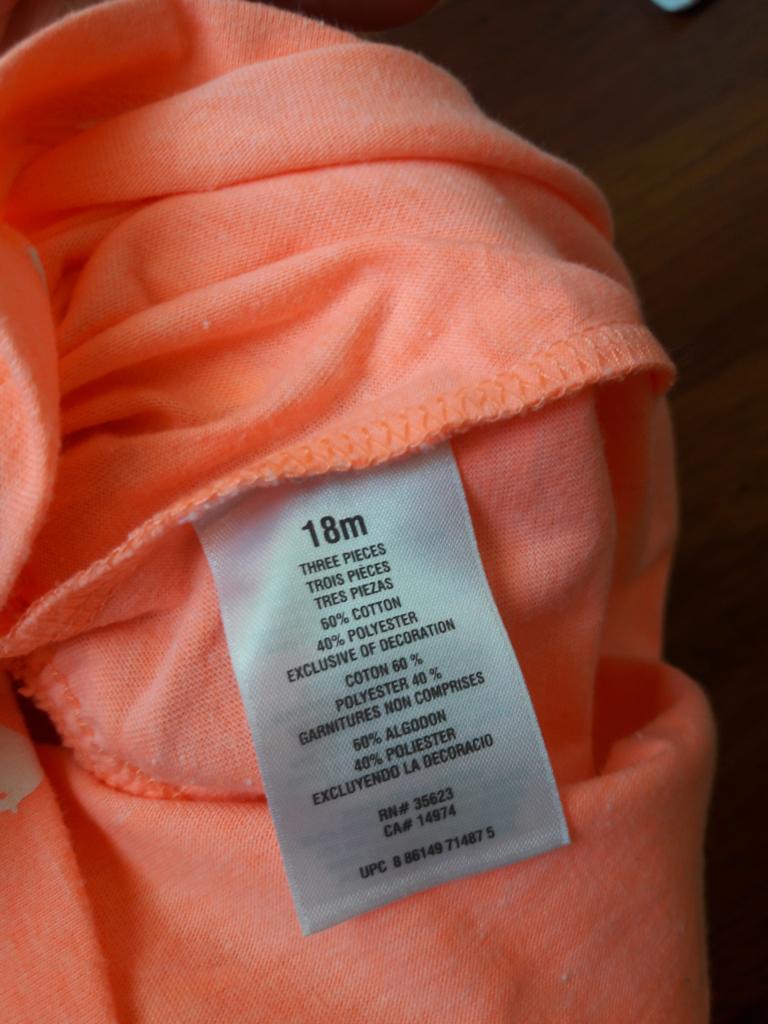 18m
THREE PIECES
TROIS PIÈCES
TRES PIEZAS
60% COTTON
40% POLYESTER
EXCLUSIVE OF DECORATION
COTON 60 %
POLYESTER 40 %
GARNITURES NON COMPRISES
60% ALGODON
40% POLIESTER
EXCLUYENDO LA DECORACIO
RN# 35623
CA# 14974
UPC 8 86149 71487 5